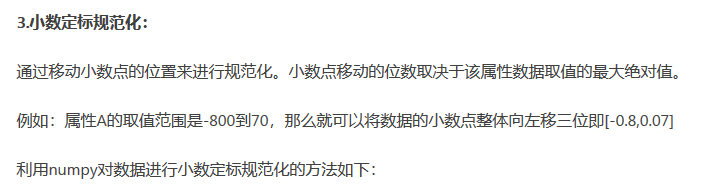 3.小数定标规范化：
通过移动小数点的位置来进行规范化。小数点移动的位数取决于该属性数据取值的最大绝对值。
例如：属性A的取值范围是-800到70，那么就可以将数据的小数点整体向左移三位即[-0.8,0.07]
利用numpy对数据进行小数定标规范化的方法如下：